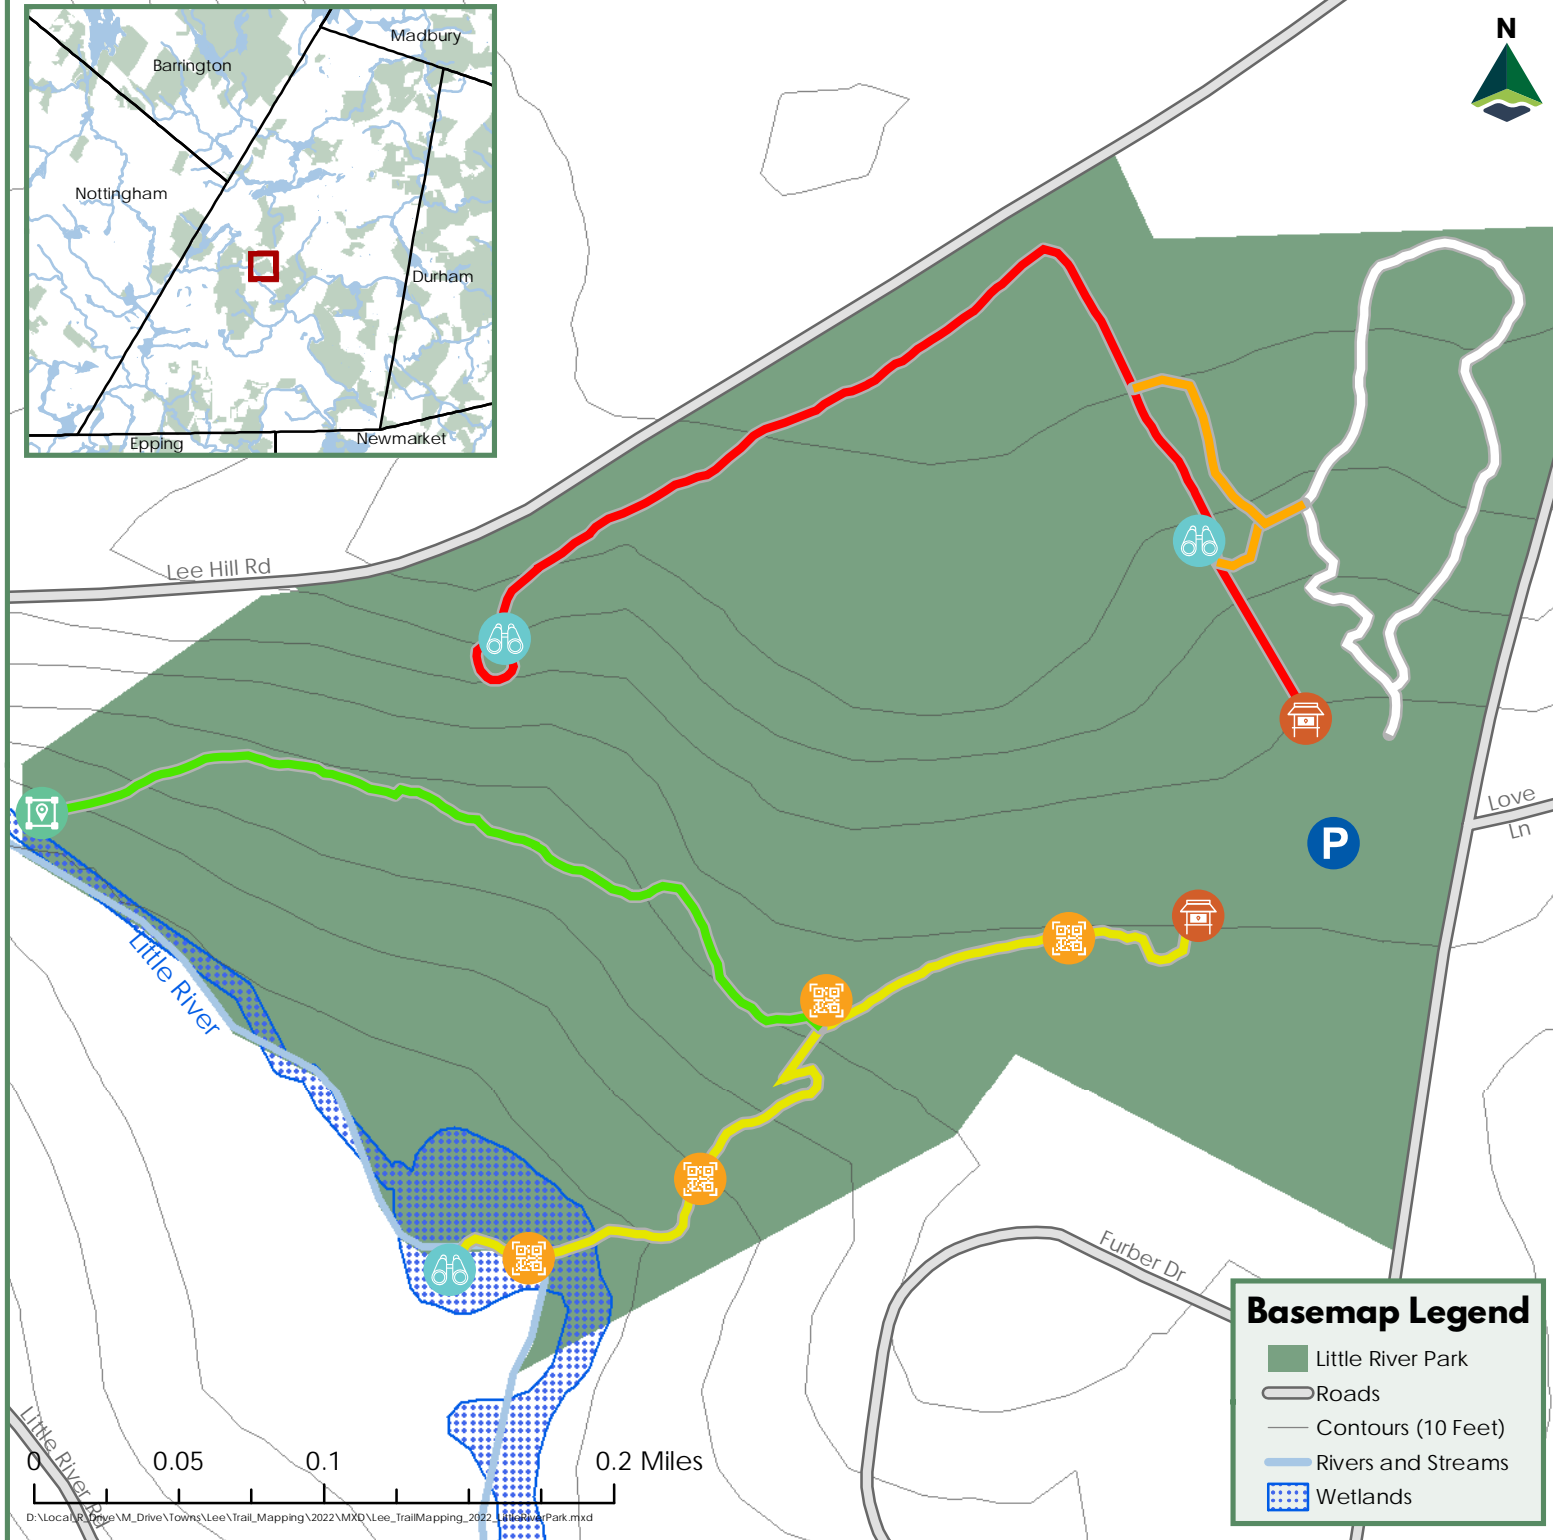 Madbury
Barrington
Nottingham
Durham
Epping
Newmarket
N
Lee Hill Rd
Love
Ln
P
Little River
Furber Dr
Little River Rd
0 0.05 0.1 0.2 Miles
D:\Local_R_Drive\M_Drive\Towns\Lee\Trail_Mapping\2022\MXD\Lee_TrailMapping_2022_LittleRiverPark.mxd
Basemap Legend
Little River Park
Roads
Contours (10 Feet)
Rivers and Streams
Wetlands